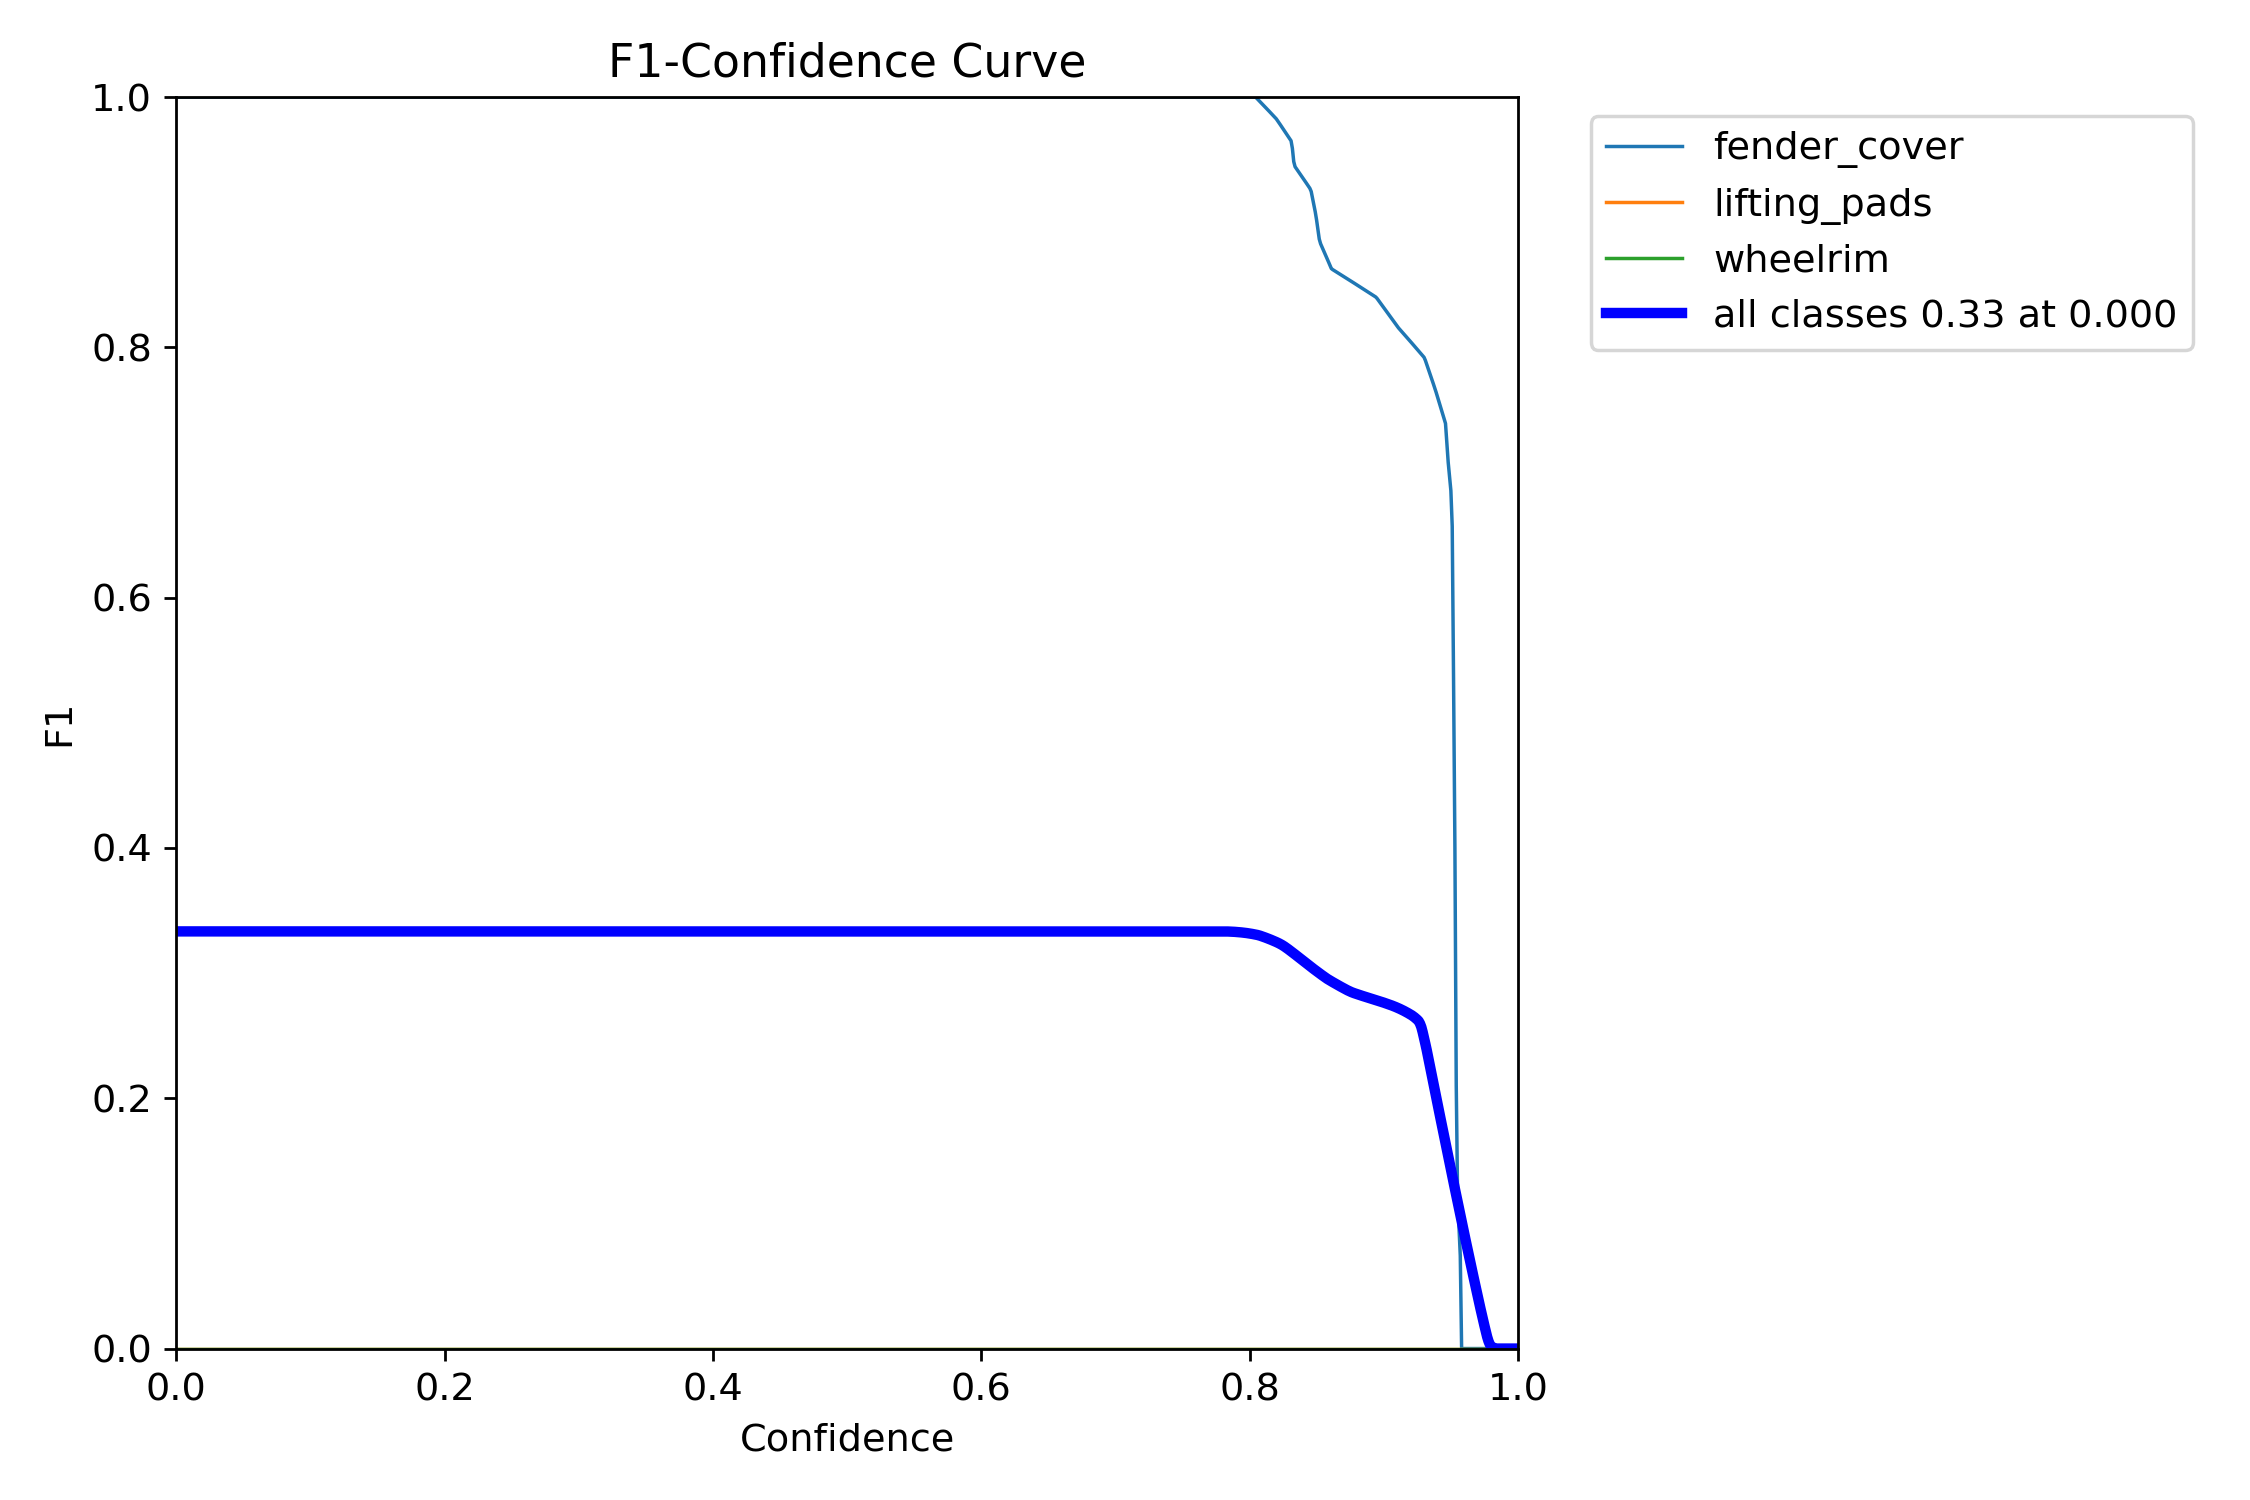 F1-Confidence Curve
1.0
0.8
0.6
0.4
0.2
0.0
F1
0.0 0.2 0.4 0.6 0.8 1.0
Confidence
fender_cover
lifting_pads
wheelrim
all classes 0.33 at 0.000